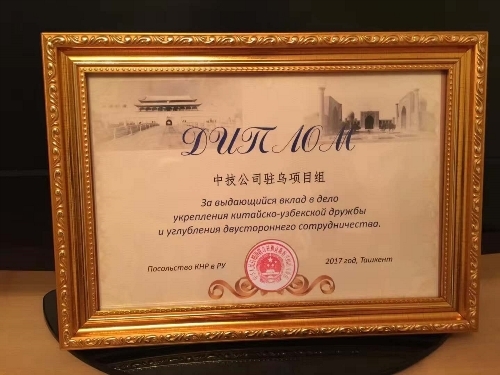 ДИПЛОМ
中技公司驻乌项目组
За выдающийся вклад в дело
укрепления китайско-узбекской дружбы
и углубления двустороннего сотрудничества.
Посольство КНР в РУ
2017 год, Ташкент